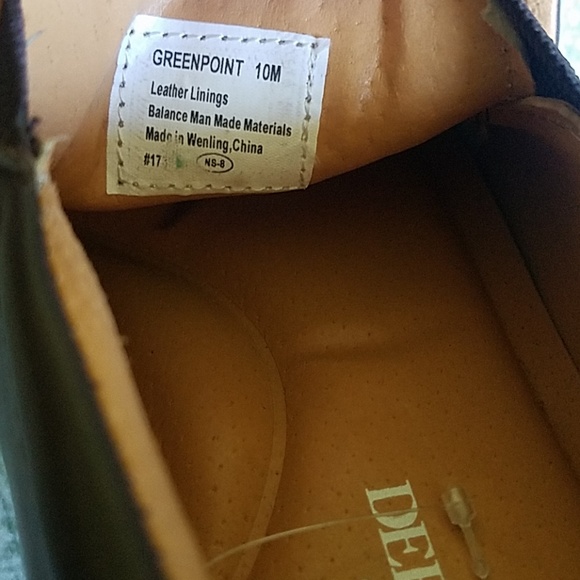 GREENPOINT 10M
Leather Linings
Balance Man Made Materials
Made in Wenling,China
#17 NS-8